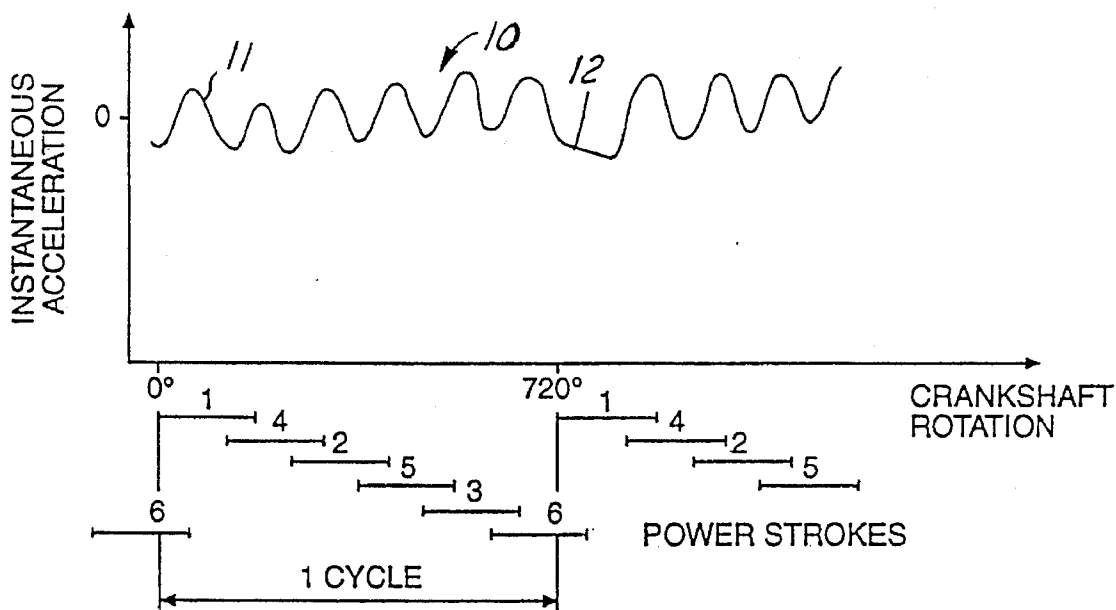 10
11
12
INSTANTANEOUS
ACCELERATION
0
0° 720°
CRANKSHAFT
ROTATION
1 1
4 4
2 2
5 5
3
6 6
POWER STROKES
1 CYCLE